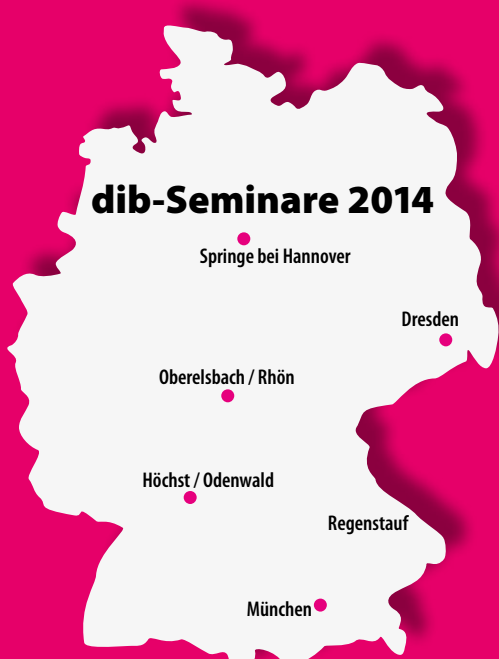 dib-Seminare 2014
Springe bei Hannover
Dresden
Oberelsbach / Rhön
Höchst / Odenwald
Regenstauf
München